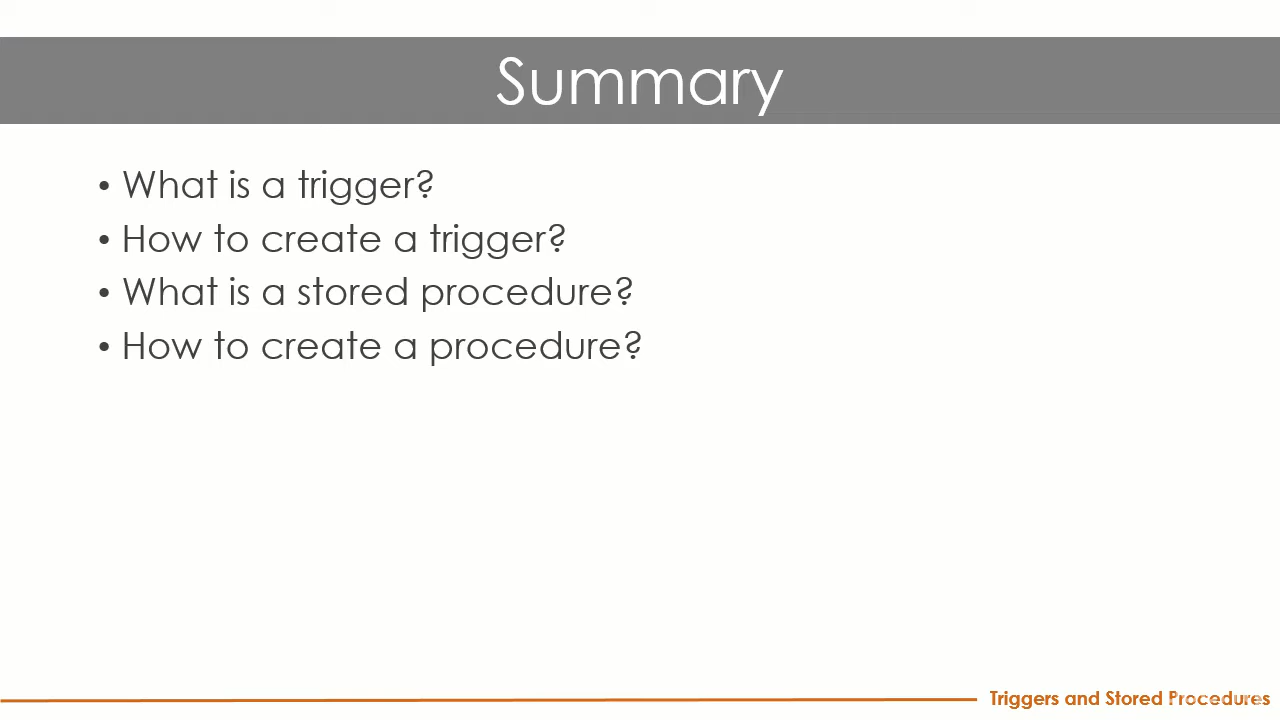 Summary
• What is a trigger?
• How to create a trigger?
• What is a stored procedure?
• How to create a procedure?
Triggers and Stored Procedures